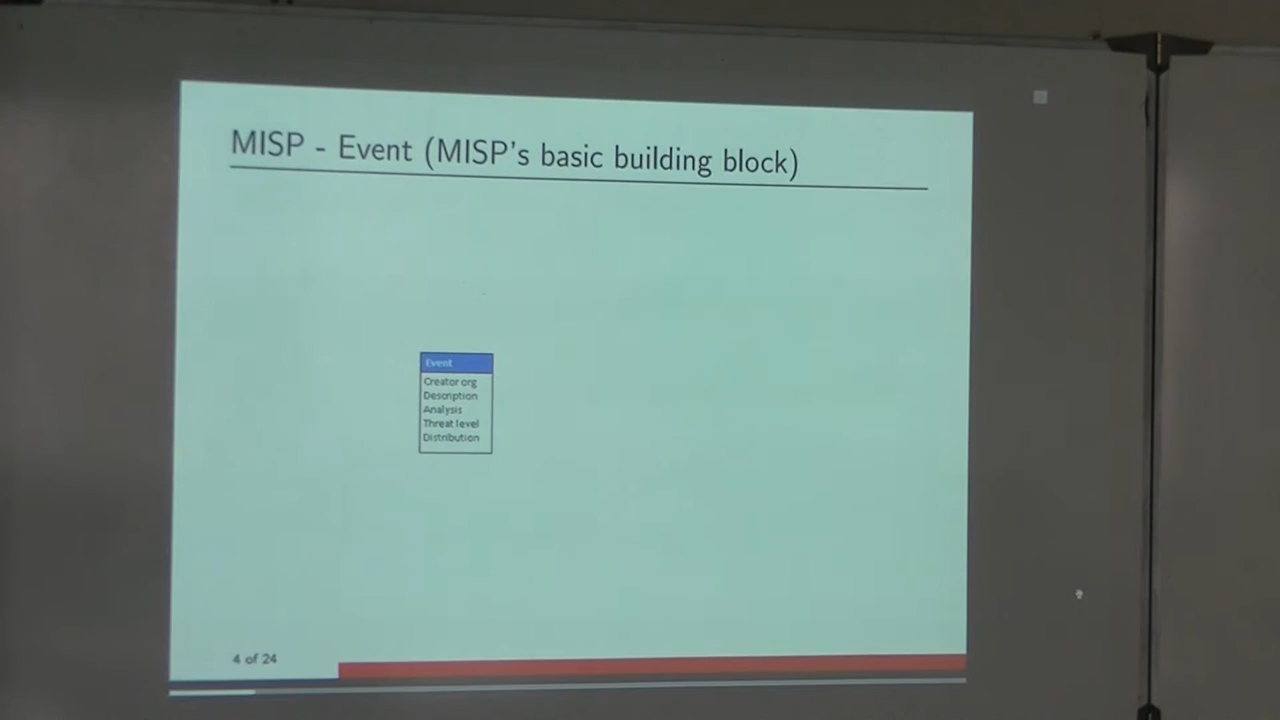 MISP - Event (MISP's basic building block)
Event
Creator org
Description
Analysis
Threat level
Distribution
4 of 24